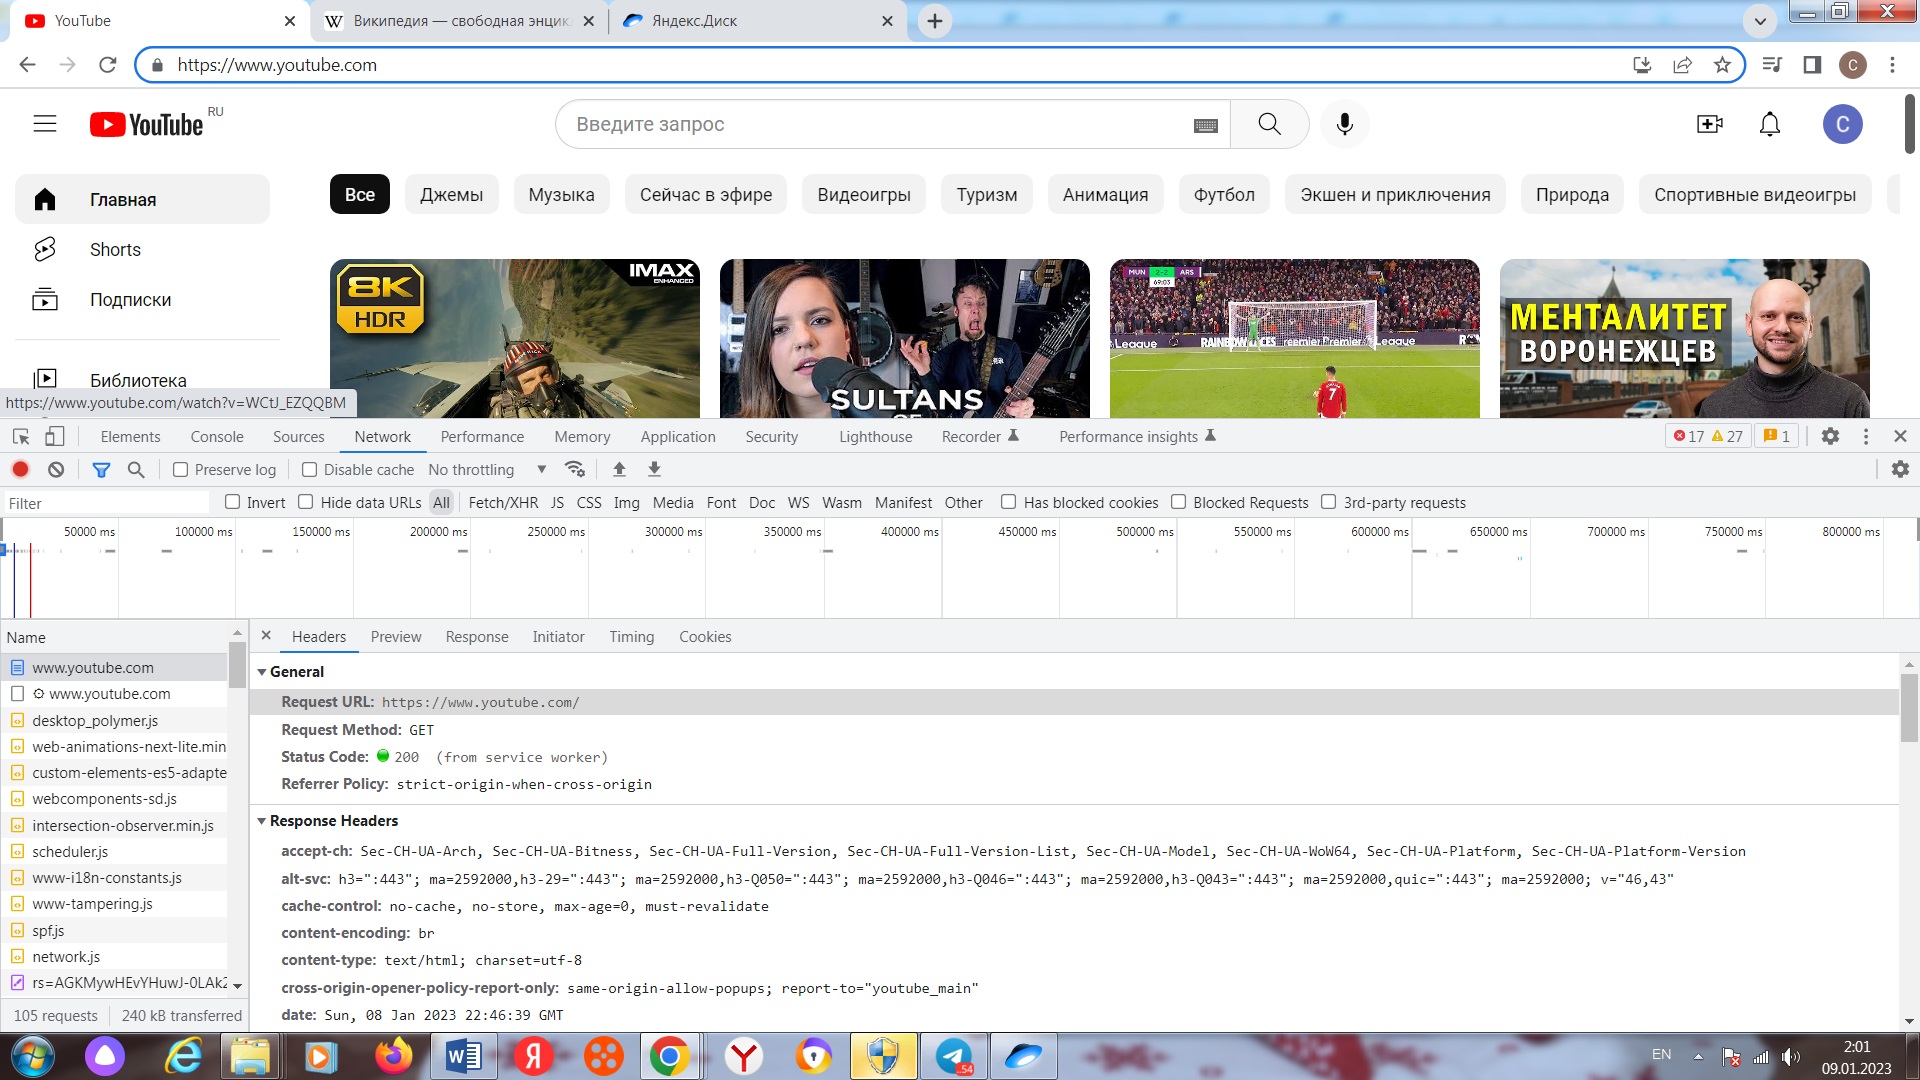 YouTube
Википедия — свободная энцик
Яндекс.Диск
https://www.youtube.com
C
YouTube RU
Введите запрос
C
Главная
Shorts
Подписки
Библиотека
Все Джемы Музыка Сейчас в эфире Видеоигры Туризм Анимация Футбол Экшен и приключения Природа Спортивные видеоигры
8K HDR
IMAX ENHANCED
SULTANS
OF
MUN 2-2 ARS
69:03
МЕНТАЛИТЕТ
ВОРОНЕЖЦЕВ
https://www.youtube.com/watch?v=WCtJ_EZQQBM
Elements Console Sources Network Performance Memory Application Security Lighthouse Recorder Performance insights 17 27 1
Preserve log Disable cache No throttling
Filter Invert Hide data URLs All Fetch/XHR JS CSS Img Media Font Doc WS Wasm Manifest Other Has blocked cookies Blocked Requests 3rd-party requests
50000 ms 100000 ms 150000 ms 200000 ms 250000 ms 300000 ms 350000 ms 400000 ms 450000 ms 500000 ms 550000 ms 600000 ms 650000 ms 700000 ms 750000 ms 800000 ms
Name
www.youtube.com
www.youtube.com
desktop_polymer.js
web-animations-next-lite.min
custom-elements-es5-adapte
webcomponents-sd.js
intersection-observer.min.js
scheduler.js
www-i18n-constants.js
www-tampering.js
spf.js
network.js
rs=AGKMywHEvYHuwJ-0LAk2
105 requests 240 kB transferred
Headers Preview Response Initiator Timing Cookies
General
Request URL: https://www.youtube.com/
Request Method: GET
Status Code: 200 (from service worker)
Referrer Policy: strict-origin-when-cross-origin
Response Headers
accept-ch: Sec-CH-UA-Arch, Sec-CH-UA-Bitness, Sec-CH-UA-Full-Version, Sec-CH-UA-Full-Version-List, Sec-CH-UA-Model, Sec-CH-UA-WoW64, Sec-CH-UA-Platform, Sec-CH-UA-Platform-Version
alt-svc: h3=":443"; ma=2592000,h3-29=":443"; ma=2592000,h3-Q050=":443"; ma=2592000,h3-Q046=":443"; ma=2592000,h3-Q043=":443"; ma=2592000,quic=":443"; ma=2592000; v="46,43"
cache-control: no-cache, no-store, max-age=0, must-revalidate
content-encoding: br
content-type: text/html; charset=utf-8
cross-origin-opener-policy-report-only: same-origin-allow-popups; report-to="youtube_main"
date: Sun, 08 Jan 2023 22:46:39 GMT
EN
2:01
09.01.2023